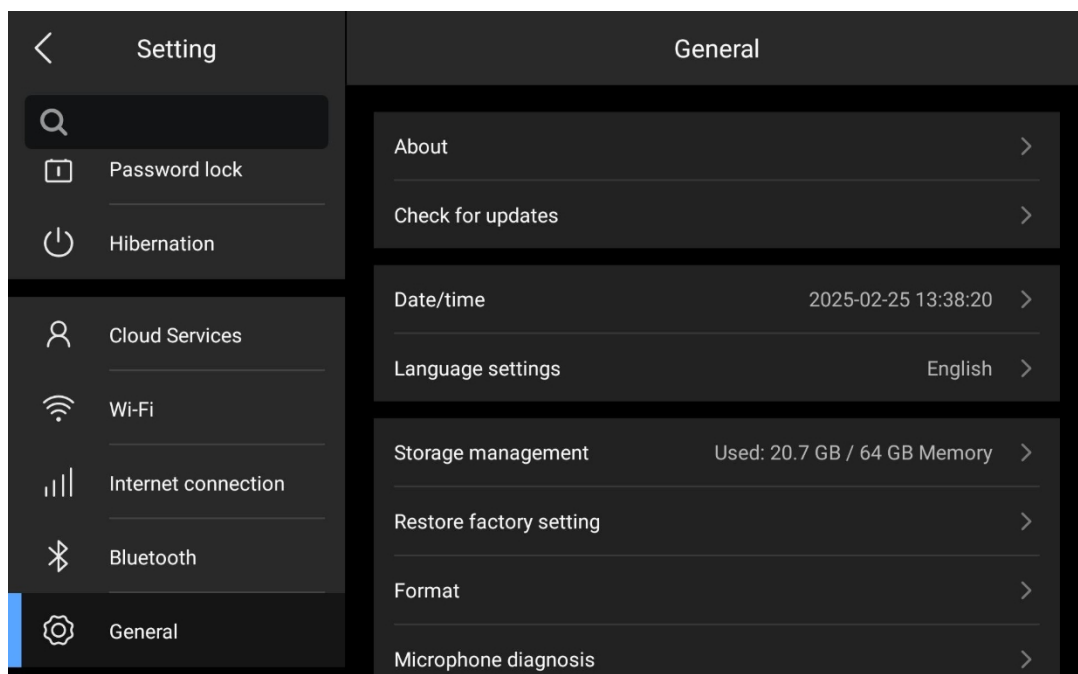 Setting
Password lock
Hibernation
Cloud Services
Wi-Fi
Internet connection
Bluetooth
General
General
About
Check for updates
Date/time 2025-02-25 13:38:20
Language settings English
Storage management Used: 20.7 GB / 64 GB Memory
Restore factory setting
Format
Microphone diagnosis